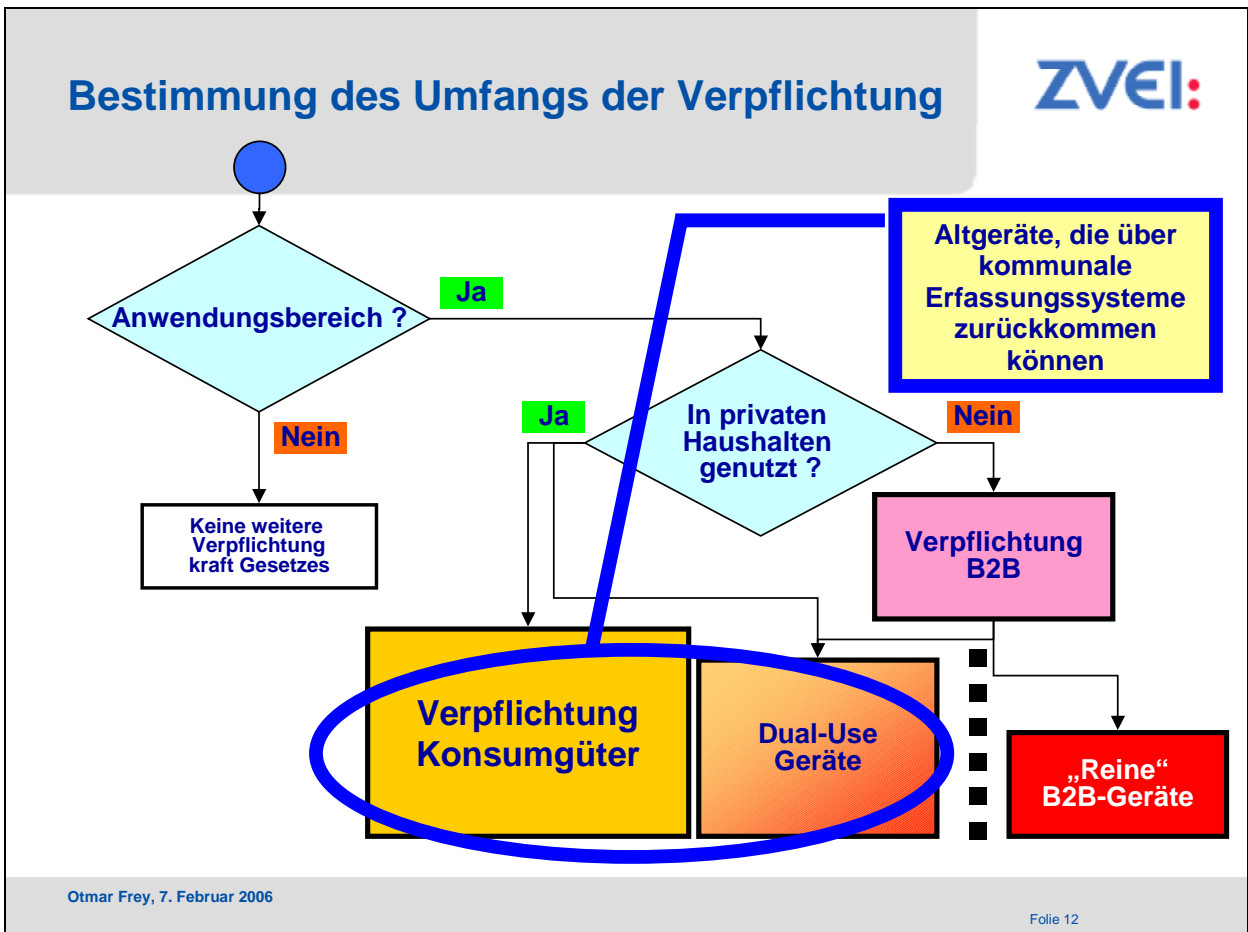 Bestimmung des Umfangs der Verpflichtung
ZVEI:
Anwendungsbereich ?
Ja
Nein
Keine weitere
Verpflichtung
kraft Gesetzes
Altgeräte, die über
kommunale
Erfassungssysteme
zurückkommen
können
Ja
In privaten
Haushalten
genutzt ?
Nein
Verpflichtung
B2B
Verpflichtung
Konsumgüter
Dual-Use
Geräte
„Reine“
B2B-Geräte
Otmar Frey, 7. Februar 2006
Folie 12